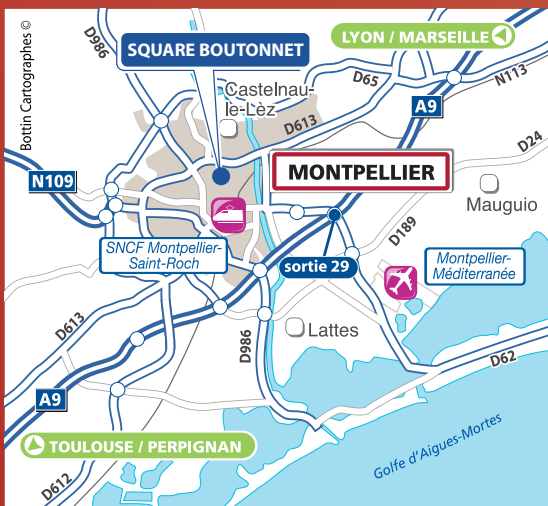 Bottin Cartographes ©
D986
SQUARE BOUTONNET
LYON / MARSEILLE
D65
N113
Castelnau-
le-Lèz
A9
D613
D24
N109
MONTPELLIER
Mauguio
D189
SNCF Montpellier-
Saint-Roch
sortie 29
Montpellier-
Méditerranée
D613
D986
Lattes
D62
A9
TOULOUSE / PERPIGNAN
Golfe d'Aigues-Mortes
D612